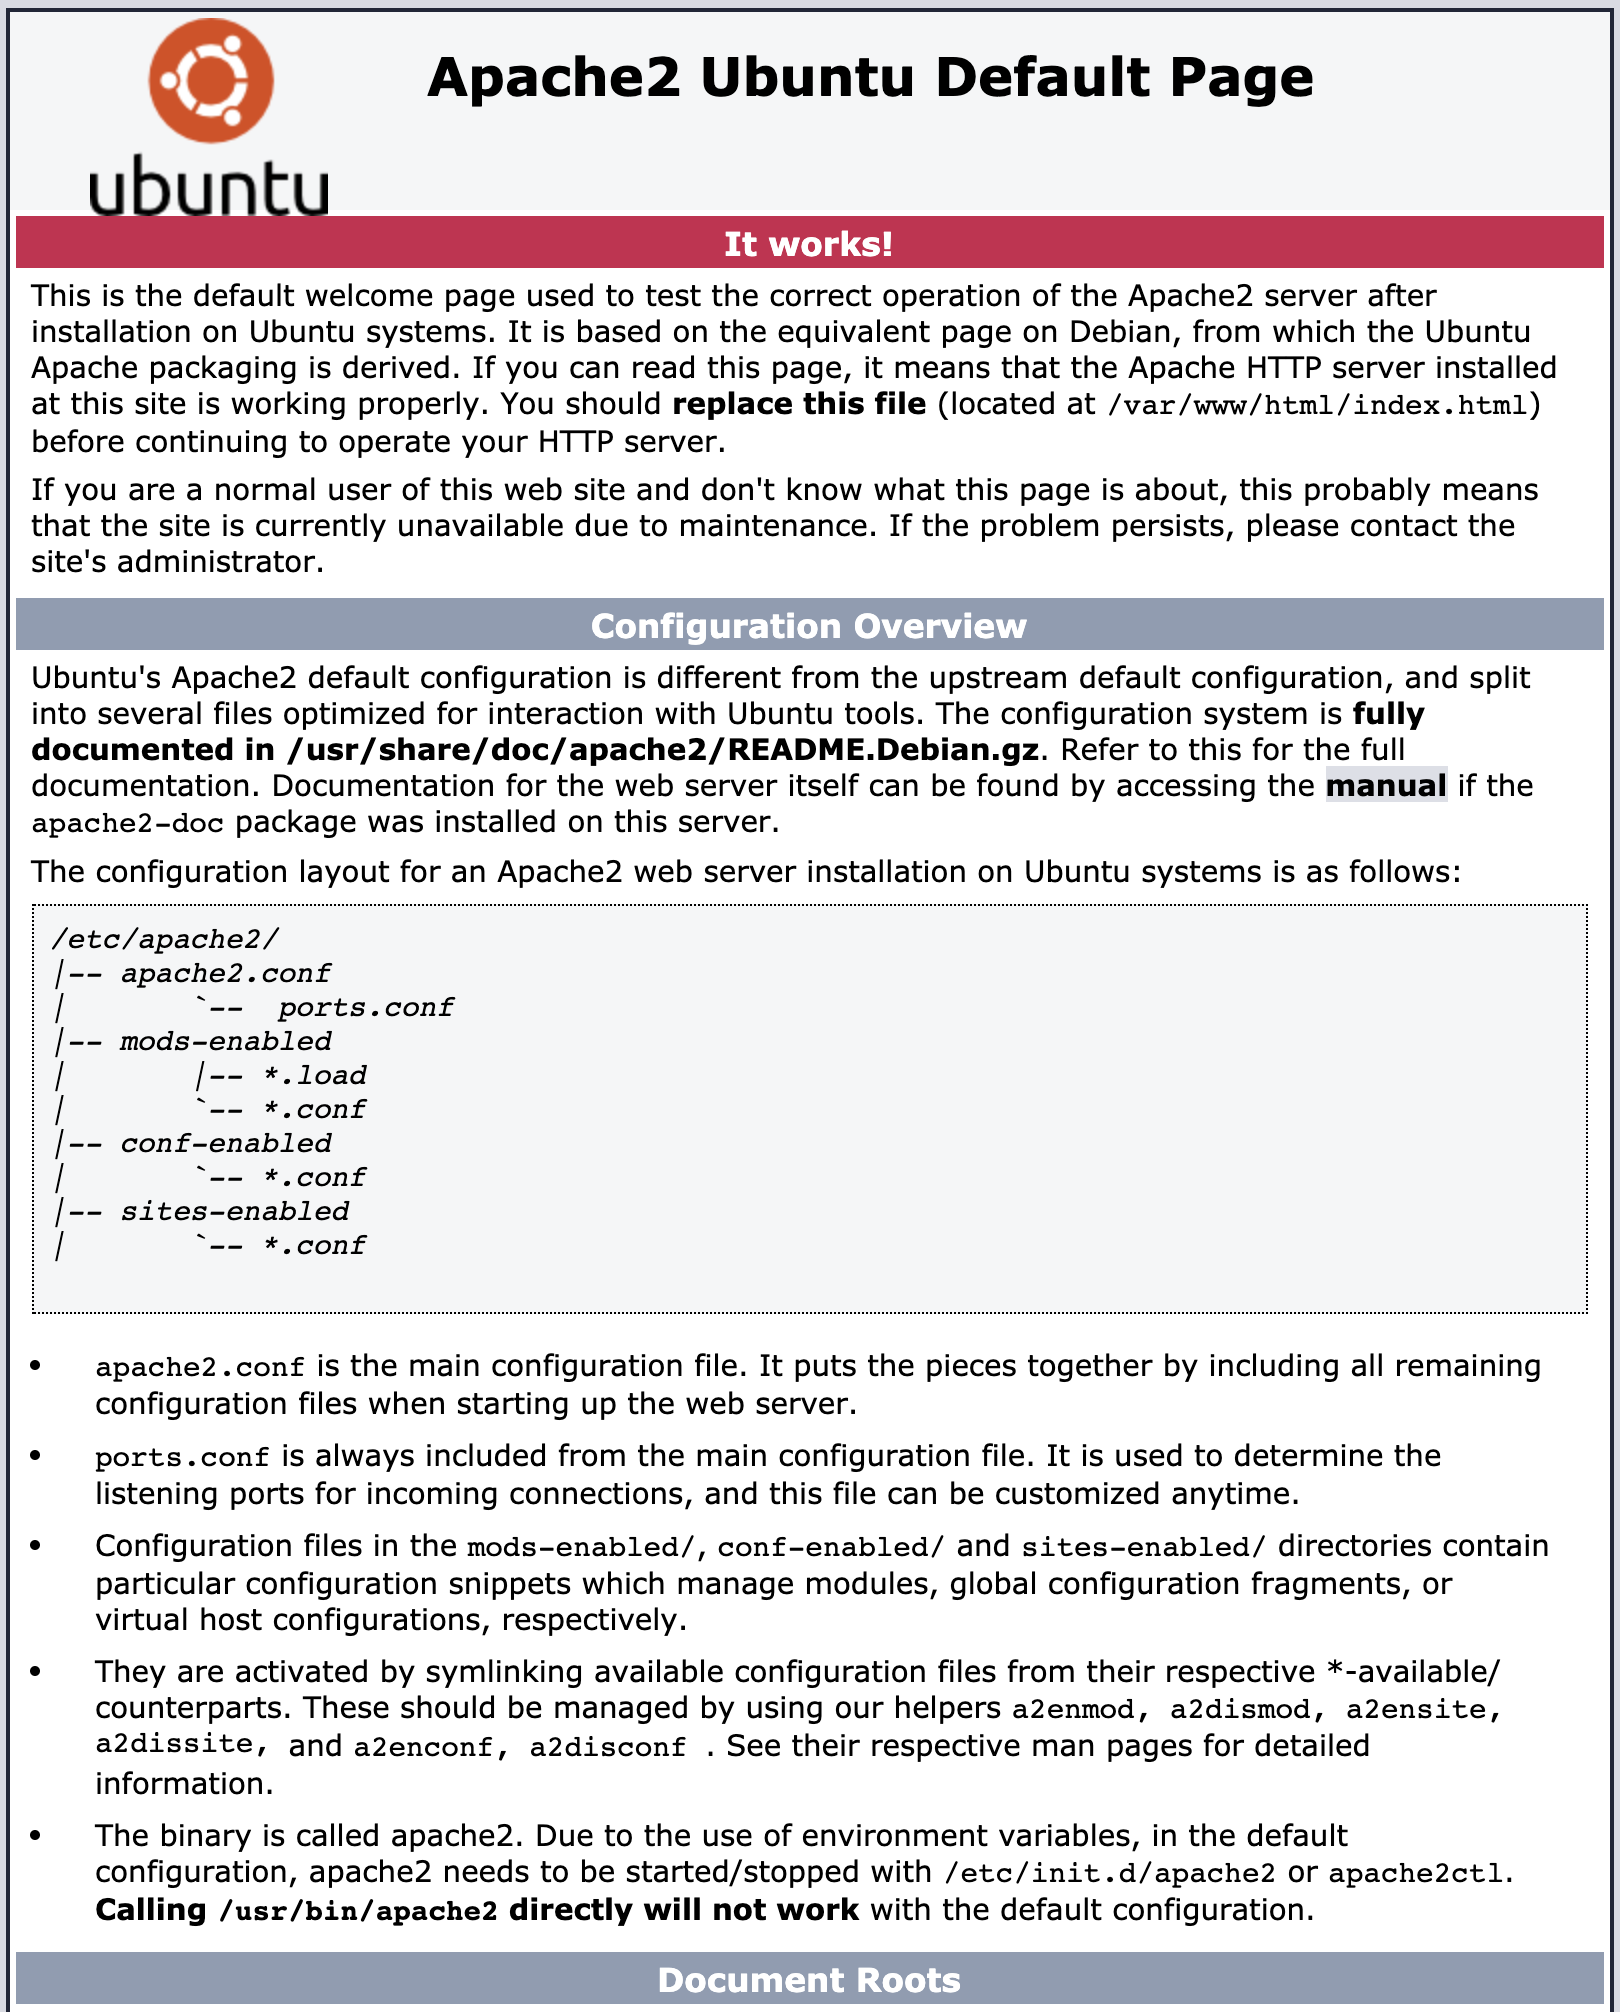 ubuntu
Apache2 Ubuntu Default Page
It works!
This is the default welcome page used to test the correct operation of the Apache2 server after
installation on Ubuntu systems. It is based on the equivalent page on Debian, from which the Ubuntu
Apache packaging is derived. If you can read this page, it means that the Apache HTTP server installed
at this site is working properly. You should replace this file (located at /var/www/html/index.html)
before continuing to operate your HTTP server.
If you are a normal user of this web site and don't know what this page is about, this probably means
that the site is currently unavailable due to maintenance. If the problem persists, please contact the
site's administrator.
Configuration Overview
Ubuntu's Apache2 default configuration is different from the upstream default configuration, and split
into several files optimized for interaction with Ubuntu tools. The configuration system is fully
documented in /usr/share/doc/apache2/README.Debian.gz. Refer to this for the full
documentation. Documentation for the web server itself can be found by accessing the manual if the
apache2-doc package was installed on this server.
The configuration layout for an Apache2 web server installation on Ubuntu systems is as follows:
/etc/apache2/
|-- apache2.conf
|       `--  ports.conf
|-- mods-enabled
|       |-- *.load
|       `-- *.conf
|-- conf-enabled
|       `-- *.conf
|-- sites-enabled
|       `-- *.conf
• apache2.conf is the main configuration file. It puts the pieces together by including all remaining
configuration files when starting up the web server.
• ports.conf is always included from the main configuration file. It is used to determine the
listening ports for incoming connections, and this file can be customized anytime.
• Configuration files in the mods-enabled/, conf-enabled/ and sites-enabled/ directories contain
particular configuration snippets which manage modules, global configuration fragments, or
virtual host configurations, respectively.
• They are activated by symlinking available configuration files from their respective *-available/
counterparts. These should be managed by using our helpers a2enmod, a2dismod, a2ensite,
a2dissite, and a2enconf, a2disconf . See their respective man pages for detailed
information.
• The binary is called apache2. Due to the use of environment variables, in the default
configuration, apache2 needs to be started/stopped with /etc/init.d/apache2 or apache2ctl.
Calling /usr/bin/apache2 directly will not work with the default configuration.
Document Roots